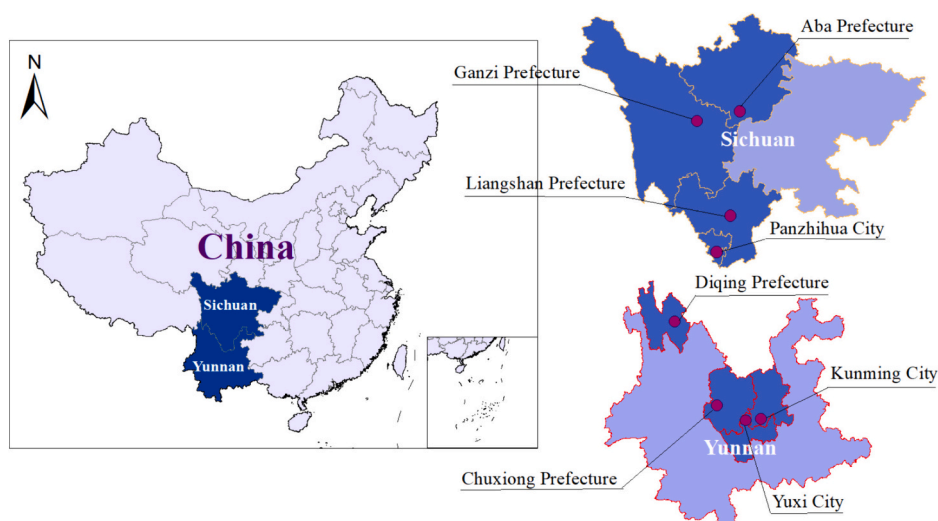 N
China
Sichuan
Yunnan
Aba Prefecture
Ganzi Prefecture
Sichuan
Liangshan Prefecture
Panzhihua City
Diqing Prefecture
Kunming City
Yunnan
Chuxiong Prefecture
Yuxi City